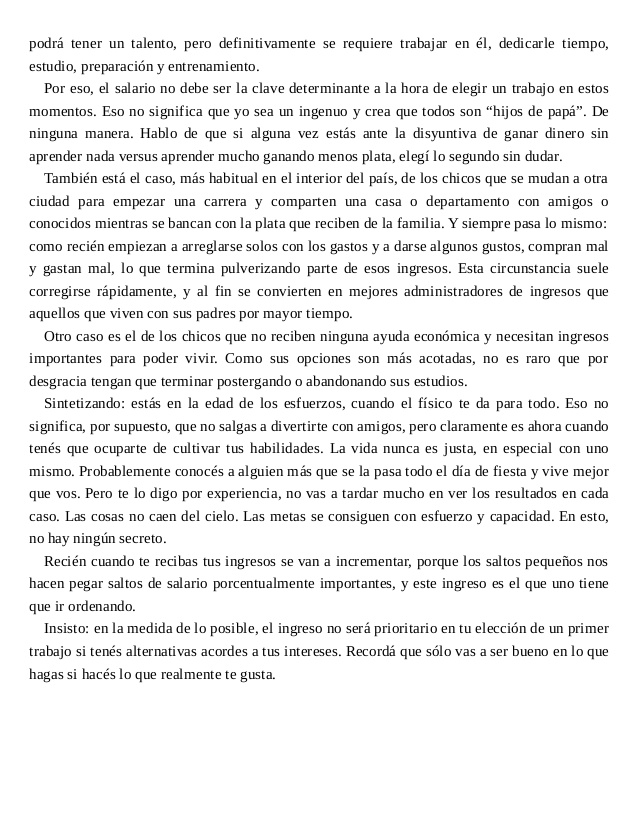 podrá tener un talento, pero definitivamente se requiere trabajar en él, dedicarle tiempo,
estudio, preparación y entrenamiento.
Por eso, el salario no debe ser la clave determinante a la hora de elegir un trabajo en estos
momentos. Eso no significa que yo sea un ingenuo y crea que todos son “hijos de papá”. De
ninguna manera. Hablo de que si alguna vez estás ante la disyuntiva de ganar dinero sin
aprender nada versus aprender mucho ganando menos plata, elegí lo segundo sin dudar.
También está el caso, más habitual en el interior del país, de los chicos que se mudan a otra
ciudad para empezar una carrera y comparten una casa o departamento con amigos o
conocidos mientras se bancan con la plata que reciben de la familia. Y siempre pasa lo mismo:
como recién empiezan a arreglarse solos con los gastos y a darse algunos gustos, compran mal
y gastan mal, lo que termina pulverizando parte de esos ingresos. Esta circunstancia suele
corregirse rápidamente, y al fin se convierten en mejores administradores de ingresos que
aquellos que viven con sus padres por mayor tiempo.
Otro caso es el de los chicos que no reciben ninguna ayuda económica y necesitan ingresos
importantes para poder vivir. Como sus opciones son más acotadas, no es raro que por
desgracia tengan que terminar postergando o abandonando sus estudios.
Sintetizando: estás en la edad de los esfuerzos, cuando el físico te da para todo. Eso no
significa, por supuesto, que no salgas a divertirte con amigos, pero claramente es ahora cuando
tenés que ocuparte de cultivar tus habilidades. La vida nunca es justa, en especial con uno
mismo. Probablemente conocés a alguien más que se la pasa todo el día de fiesta y vive mejor
que vos. Pero te lo digo por experiencia, no vas a tardar mucho en ver los resultados en cada
caso. Las cosas no caen del cielo. Las metas se consiguen con esfuerzo y capacidad. En esto,
no hay ningún secreto.
Recién cuando te recibas tus ingresos se van a incrementar, porque los saltos pequeños nos
hacen pegar saltos de salario porcentualmente importantes, y este ingreso es el que uno tiene
que ir ordenando.
Insisto: en la medida de lo posible, el ingreso no será prioritario en tu elección de un primer
trabajo si tenés alternativas acordes a tus intereses. Recordá que sólo vas a ser bueno en lo que
hagas si hacés lo que realmente te gusta.